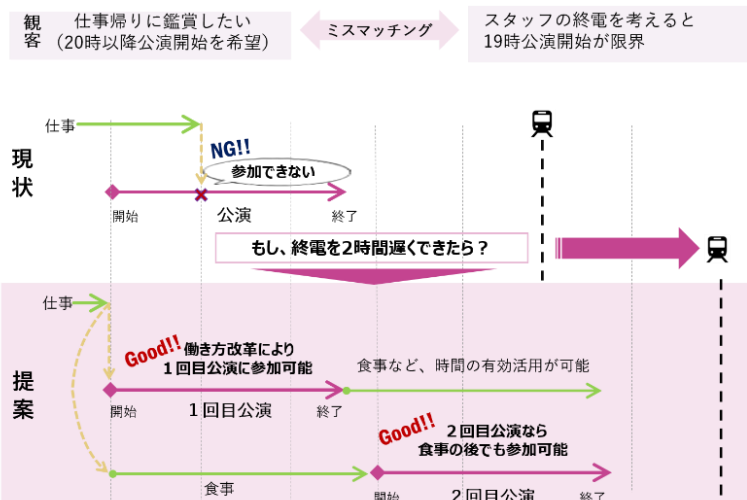 観客
仕事帰りに鑑賞したい
（20時以降公演開始を希望）
ミスマッチング
スタッフの終電を考えると
19時公演開始が限界
現状
仕事
NG!!
参加できない
開始
公演
終了
もし、終電を2時間遅くできたら？
提案
仕事
Good!!
働き方改革により
1回目公演に参加可能
食事など、時間の有効活用が可能
開始
1回目公演
終了
Good!!
2回目公演なら
食事の後でも参加可能
食事
開始
2回目公演
終了